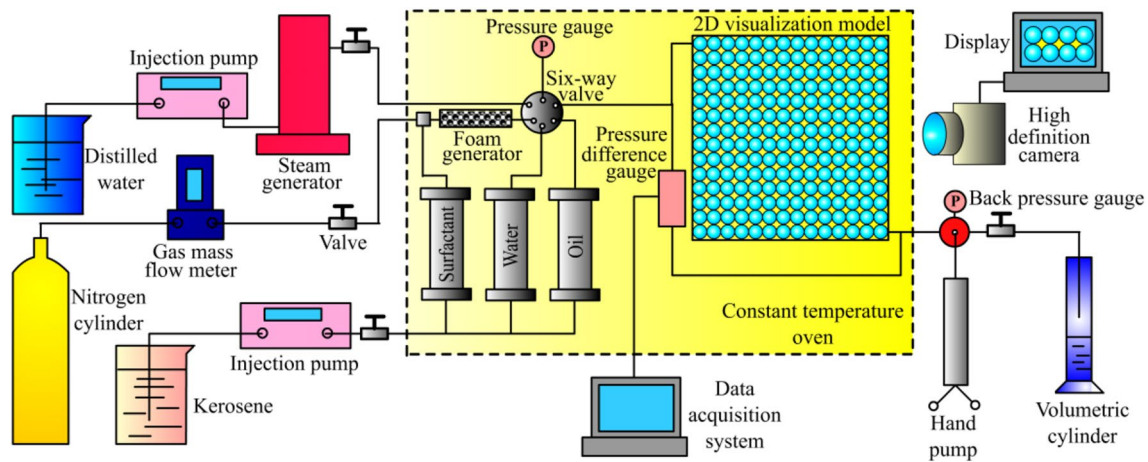 Injection pump
Distilled
water
Steam
generator
Gas mass
flow meter
Valve
Nitrogen
cylinder
Injection pump
Kerosene
Pressure gauge
P
Six-way
valve
Foam
generator
Surfactant
Water
Oil
2D visualization model
Pressure
difference
gauge
Constant temperature
oven
Data
acquisition
system
Display
High
definition
camera
P
Back pressure gauge
Hand
pump
Volumetric
cylinder